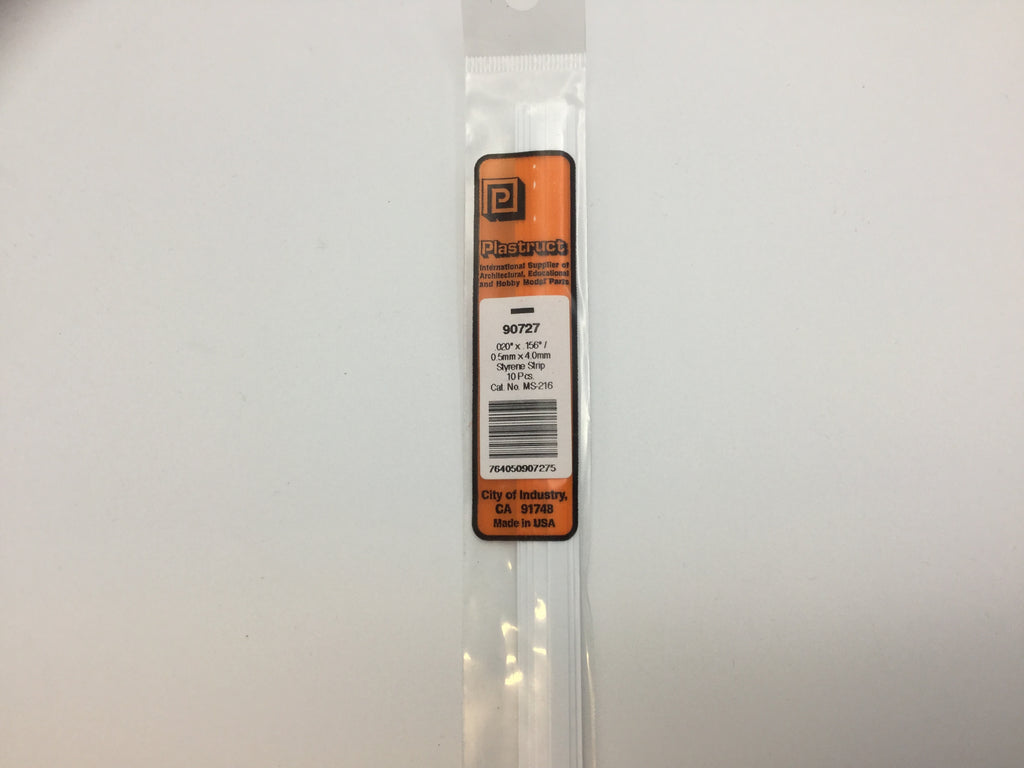 P
Plastruct
International Supplier of
Architectural, Educational
and Hobby Model Parts
90727
.020" x .156" /
0.5mm x 4.0mm
Styrene Strip
10 Pcs.
Cat. No. MS-216
764050907275
City of Industry,
CA 91748
Made in USA